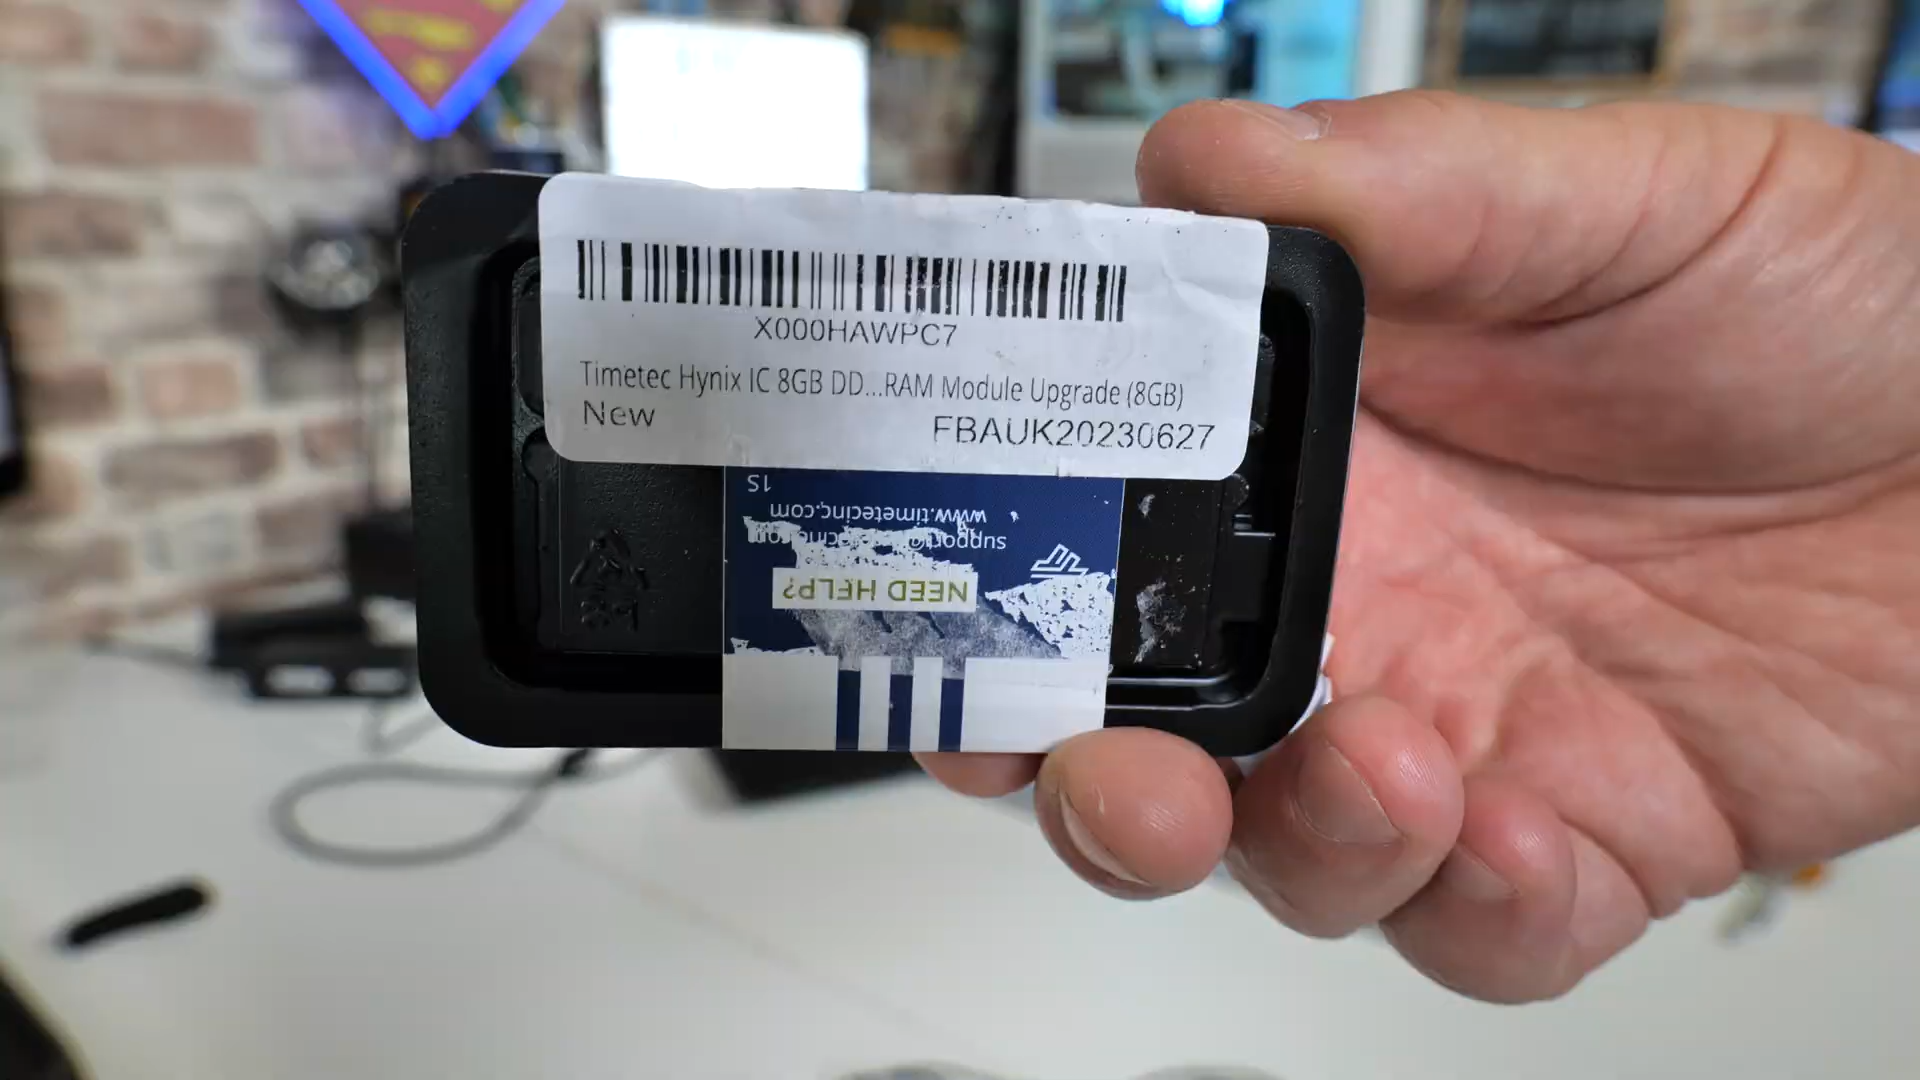 X000HAWPC7
Timetec Hynix IC 8GB DD...RAM Module Upgrade (8GB)
New
FBAUK20230627
1S
www.timetecinc.com
NEED HELP?